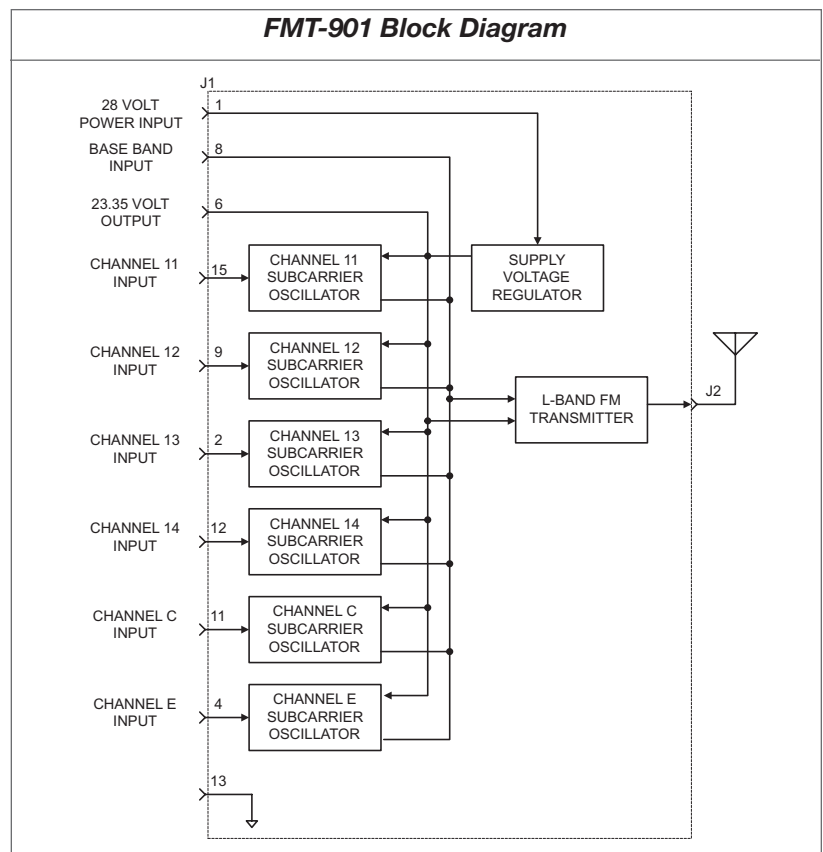 FMT-901 Block Diagram
J1
28 VOLT
POWER INPUT
1
BASE BAND
INPUT
8
23.35 VOLT
OUTPUT
6
CHANNEL 11
INPUT
15
CHANNEL 11
SUBCARRIER
OSCILLATOR
SUPPLY
VOLTAGE
REGULATOR
CHANNEL 12
INPUT
9
CHANNEL 12
SUBCARRIER
OSCILLATOR
L-BAND FM
TRANSMITTER
J2
CHANNEL 13
INPUT
2
CHANNEL 13
SUBCARRIER
OSCILLATOR
CHANNEL 14
INPUT
12
CHANNEL 14
SUBCARRIER
OSCILLATOR
CHANNEL C
INPUT
11
CHANNEL C
SUBCARRIER
OSCILLATOR
CHANNEL E
INPUT
4
CHANNEL E
SUBCARRIER
OSCILLATOR
13